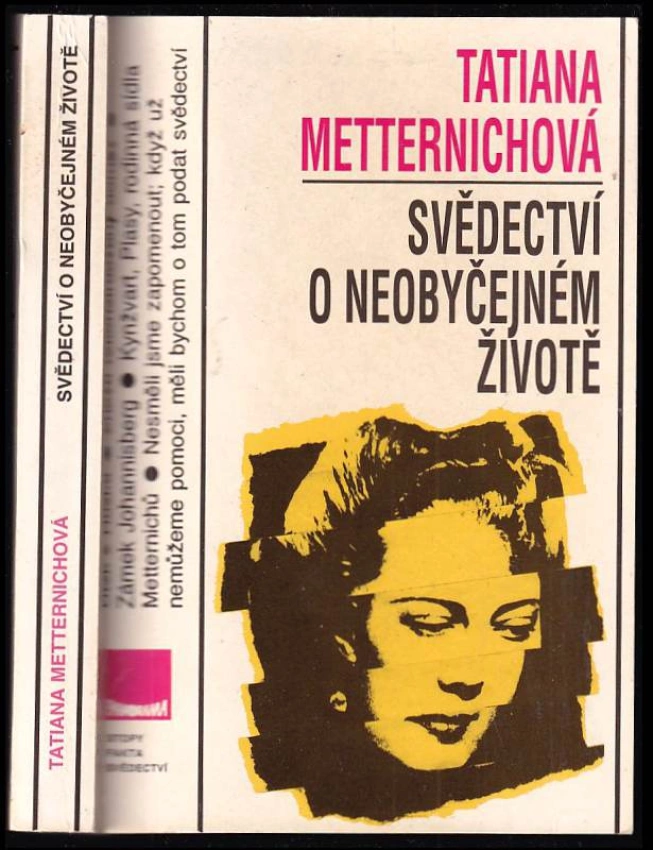 TATIANA
METTERNICHOVÁ
SVĚDECTVÍ
O NEOBYČEJNÉM
ŽIVOTĚ
TATIANA METTERNICHOVÁ SVĚDECTVÍ O NEOBYČEJNÉM ŽIVOTĚ
Zámek Johannisberg ● Kynžvart, Plasy, rodinná sídla
Metternichů ● Nesměli jsme zapomenout; když už
nemůžeme pomoci, měli bychom o tom podat svědectví
STOPY
FAKTA
SVĚDECTVÍ